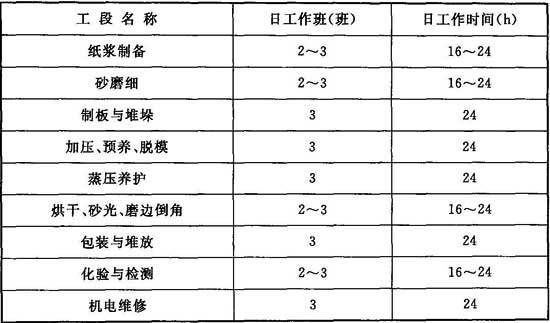 工段名称 日工作班(班) 日工作时间(h)
纸浆制备 2～3 16～24
砂磨细 2～3 16～24
制板与堆垛 3 24
加压、预养、脱模 3 24
蒸压养护 3 24
烘干、砂光、磨边倒角 2～3 16～24
包装与堆放 3 24
化验与检测 2～3 16～24
机电维修 3 24